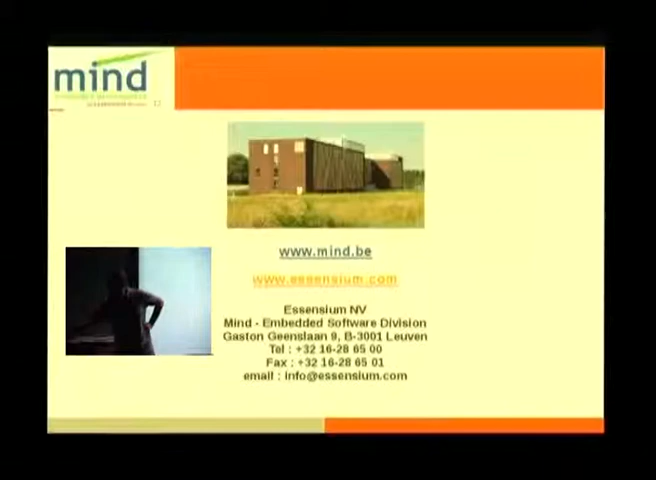 mind
www.mind.be
www.essensium.com
Essensium NV
Mind - Embedded Software Division
Gaston Geenslaan 9, B-3001 Leuven
Tel : +32 16-28 65 00
Fax : +32 16-28 65 01
email : info@essensium.com